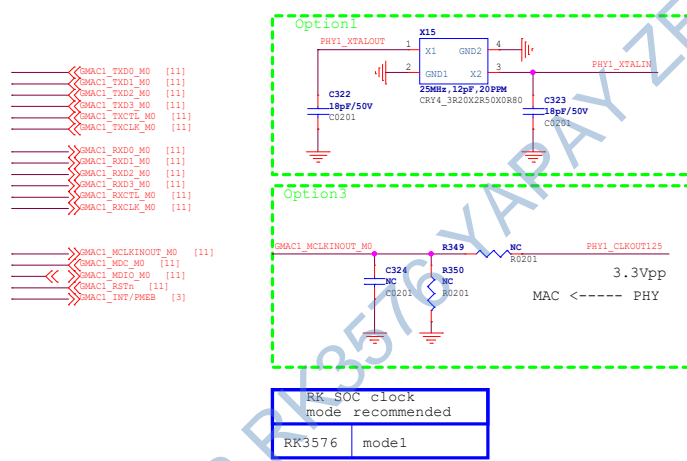 Option1
X15
PHY1_XTALOUT
1 X1 GND2 4
2 GND1 X2 3
PHY1_XTALIN
25MHz,12pF,20PPM
CRY4_3R20X2R50X0R80
C322
18pF/50V
C0201
C323
18pF/50V
C0201
GMAC1_TXD0_M0 [11]
GMAC1_TXD1_M0 [11]
GMAC1_TXD2_M0 [11]
GMAC1_TXD3_M0 [11]
GMAC1_TXCTL_M0 [11]
GMAC1_TXCLK_M0 [11]
GMAC1_RXD0_M0 [11]
GMAC1_RXD1_M0 [11]
GMAC1_RXD2_M0 [11]
GMAC1_RXD3_M0 [11]
GMAC1_RXCTL_M0 [11]
GMAC1_RXCLK_M0 [11]
GMAC1_MCLKINOUT_M0 [11]
GMAC1_MDC_M0 [11]
GMAC1_MDIO_M0 [11]
GMAC1_RSTn [11]
GMAC1_INT/PMEB [3]
Option3
GMAC1_MCLKINOUT_M0
R349 NC
R0201
PHY1_CLKOUT125
C324
NC
C0201
R350
NC
R0201
3.3Vpp
MAC <----- PHY
RK SOC clock
mode recommended
RK3576 mode1
RK3576 YAPAY